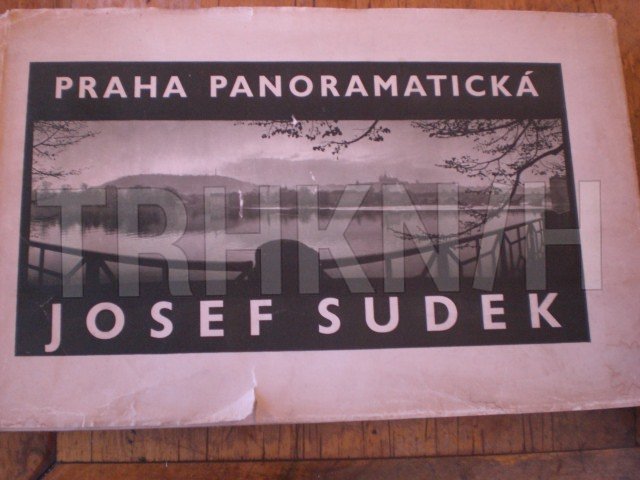 PRAHA PANORAMATICKÁ
TRHKNIH
JOSEF SUDEK